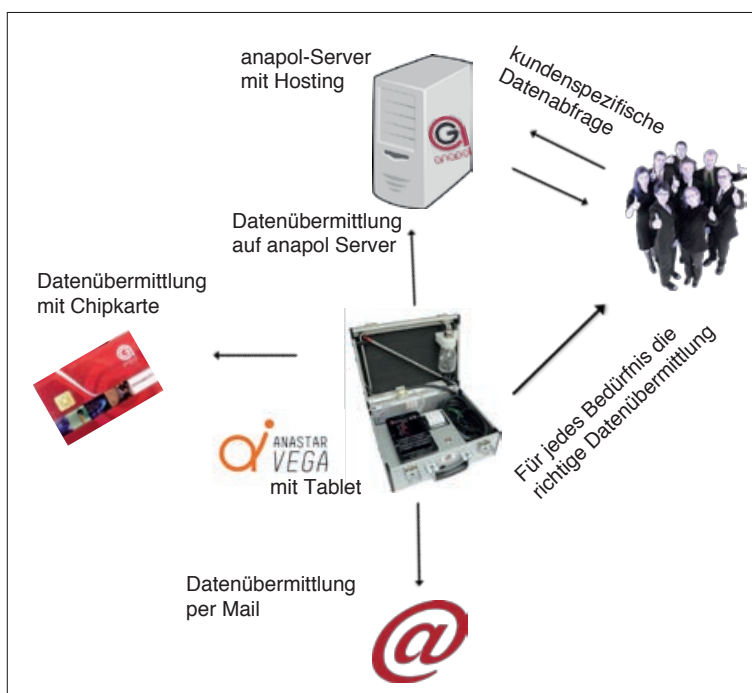 anapol-Server
mit Hosting
kundenspezifische
Datenabfrage
G
anapol
Datenübermittlung
auf anapol Server
Datenübermittlung
mit Chipkarte
ANASTAR
VEGA
mit Tablet
Für jedes Bedürfnis die
richtige Datenübermittlung
Datenübermittlung
per Mail
@